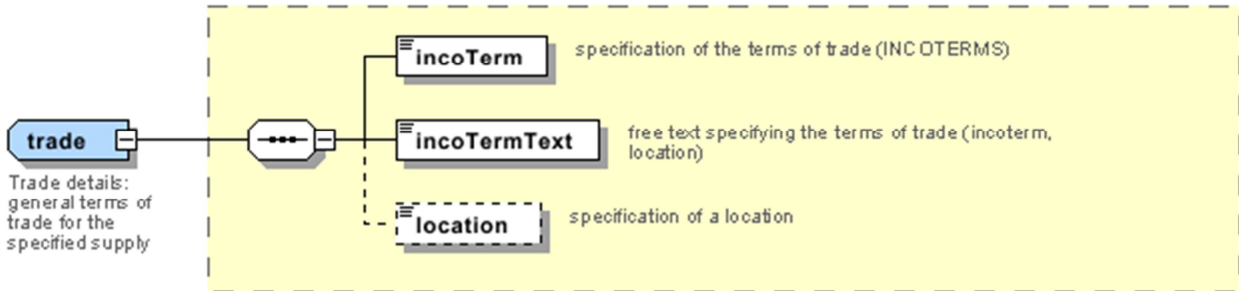 incoTerm
specification of the terms of trade (INCOTERMS)
trade
incoTermText
free text specifying the terms of trade (incoterm,
location)
Trade details:
general terms of
trade for the
specified supply
location
specification of a location